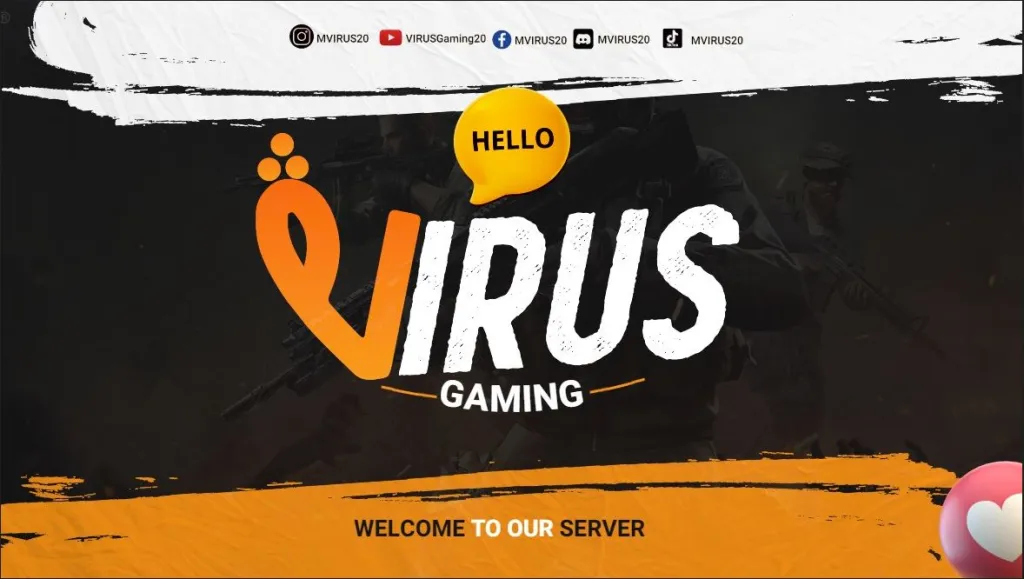 MVIRUS20 VIRUSGaming20 MVIRUS20 MVIRUS20 MVIRUS20
HELLO
VIRUS
GAMING
WELCOME TO OUR SERVER